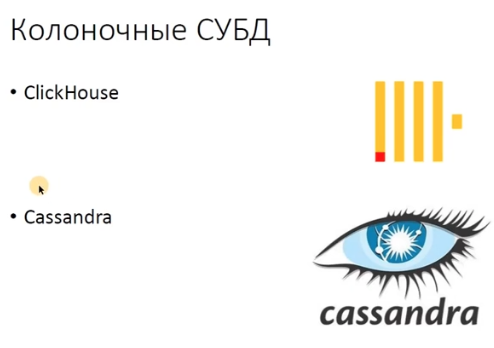 Колоночные СУБД
• ClickHouse
• Cassandra
cassandra